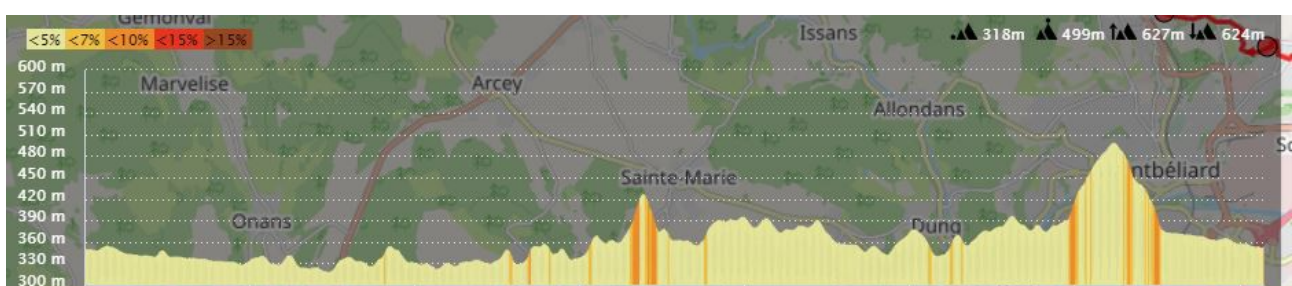 Gémonval
<5% <7% <10% <15% >15%
Issans
318m 499m 627m 624m
600 m
570 m
Marvelise
Arcey
540 m
Allondans
510 m
480 m
ntbéliard
450 m
Sainte-Marie
420 m
390 m
Onans
Dung
360 m
330 m
300 m